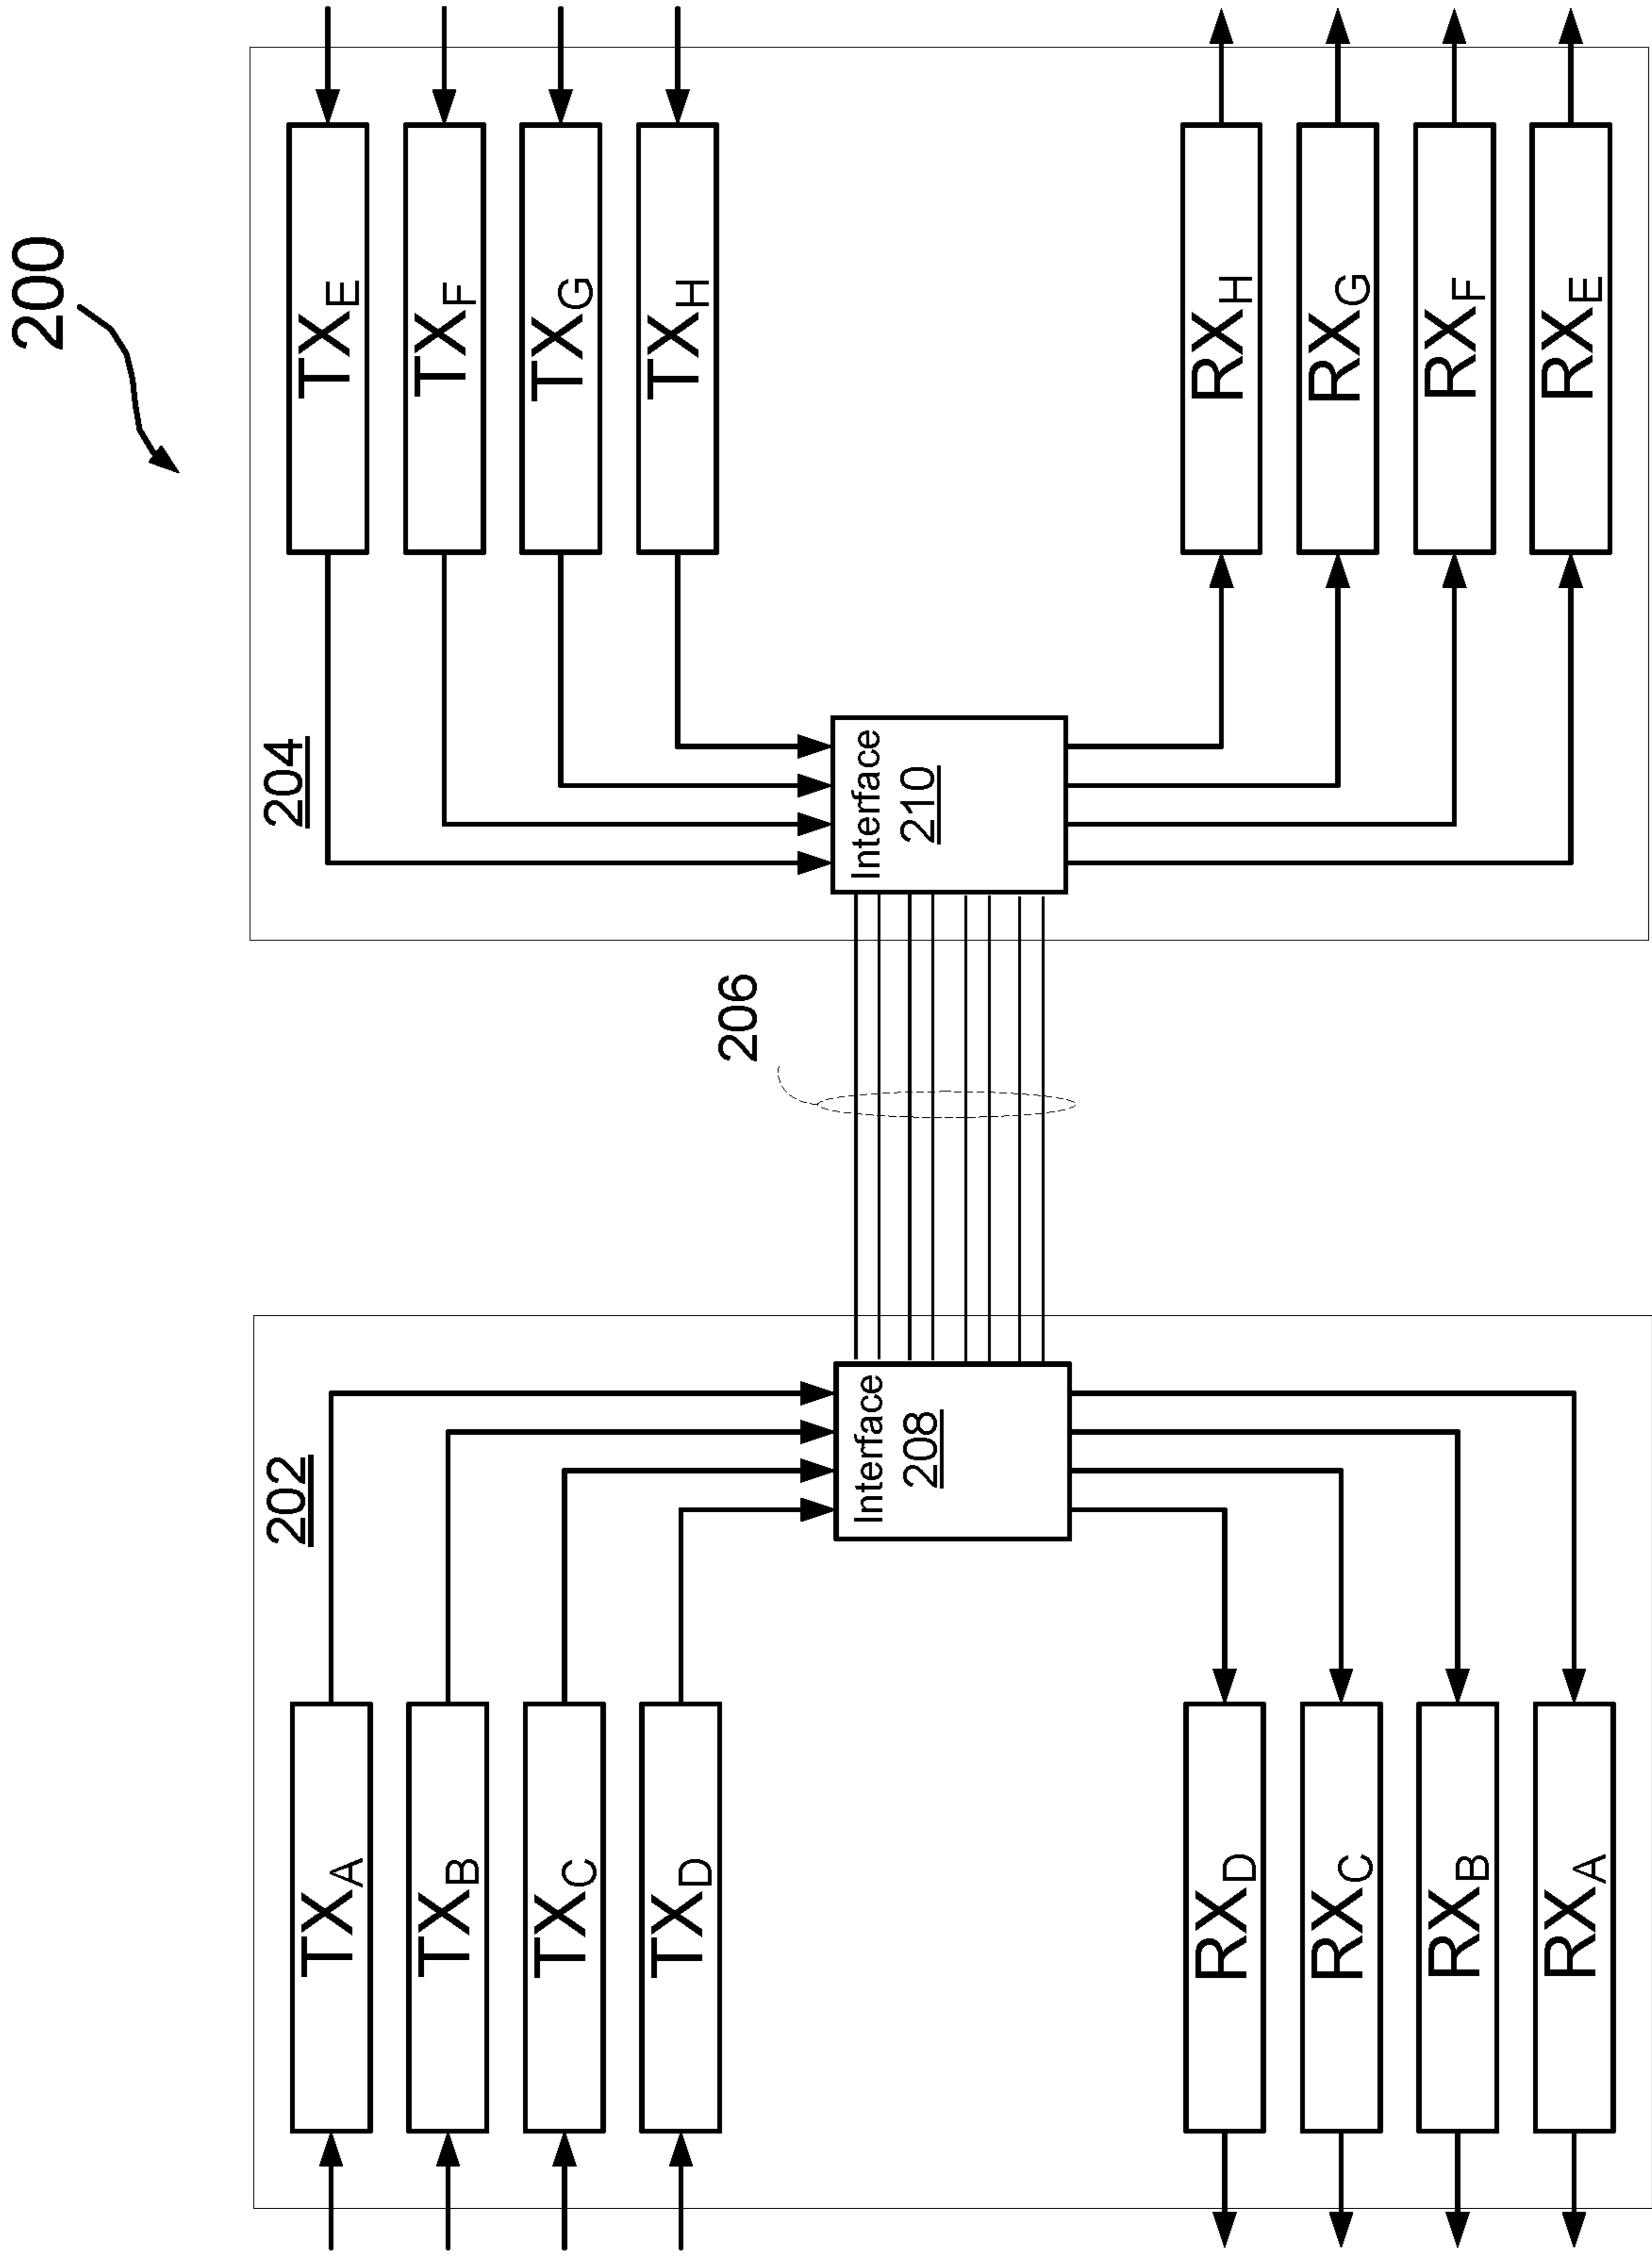 200
202
204
TXA
TXB
TXC
TXD
TXE
TXF
TXG
TXH
206
Interface
208
Interface
210
RXD
RXC
RXB
RXA
RXH
RXG
RXF
RXE